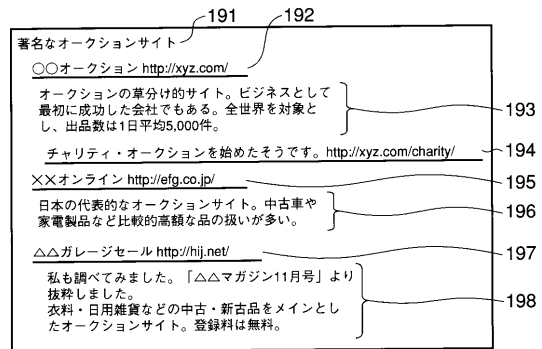 191
192
著名なオークションサイト
○○オークション http://xyz.com/
オークションの草分け的サイト。ビジネスとして
最初に成功した会社でもある。全世界を対象と
し、出品数は1日平均5,000件。
193
チャリティ・オークションを始めたそうです。http://xyz.com/charity/
194
××オンライン http://efg.co.jp/
195
日本の代表的なオークションサイト。中古車や
家電製品など比較的高額な品の扱いが多い。
196
△△ガレージセール http://hij.net/
197
私も調べてみました。「△△マガジン11月号」より
抜粋しました。
衣料・日用雑貨などの中古・新古品をメインとし
たオークションサイト。登録料は無料。
198